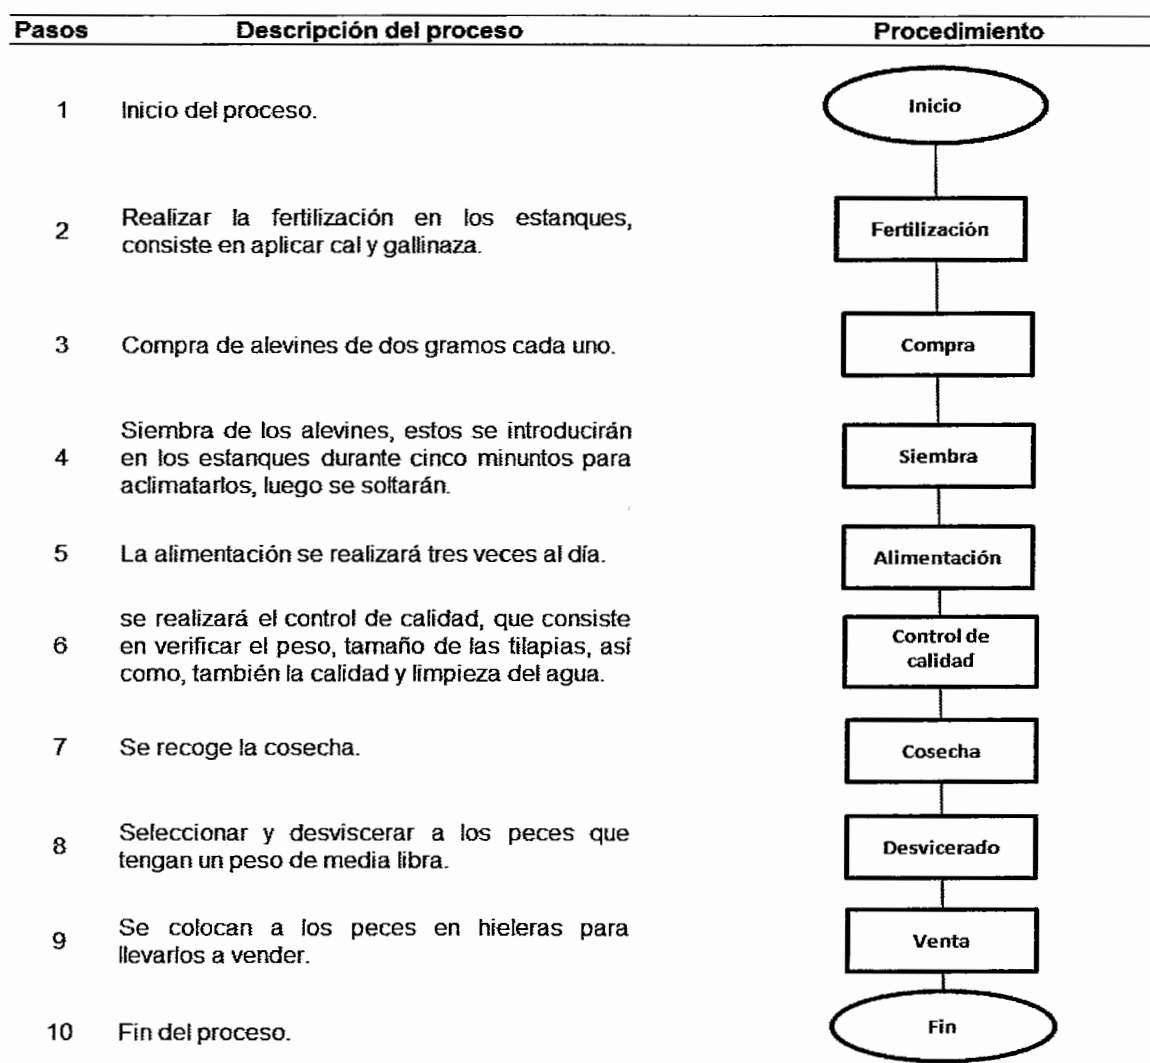 Pasos Descripción del proceso Procedimiento
1 Inicio del proceso. Inicio
2 Realizar la fertilización en los estanques,
consiste en aplicar cal y gallinaza.
Fertilización
3 Compra de alevines de dos gramos cada uno. Compra
4 Siembra de los alevines, estos se introducirán
en los estanques durante cinco minuntos para
aclimatarlos, luego se soltarán.
Siembra
5 La alimentación se realizará tres veces al día. Alimentación
6 se realizará el control de calidad, que consiste
en verificar el peso, tamaño de las tilapias, así
como, también la calidad y limpieza del agua.
Control de
calidad
7 Se recoge la cosecha. Cosecha
8 Seleccionar y desviscerar a los peces que
tengan un peso de media libra.
Desvicerado
9 Se colocan a los peces en hieleras para
llevarlos a vender.
Venta
10 Fin del proceso. Fin